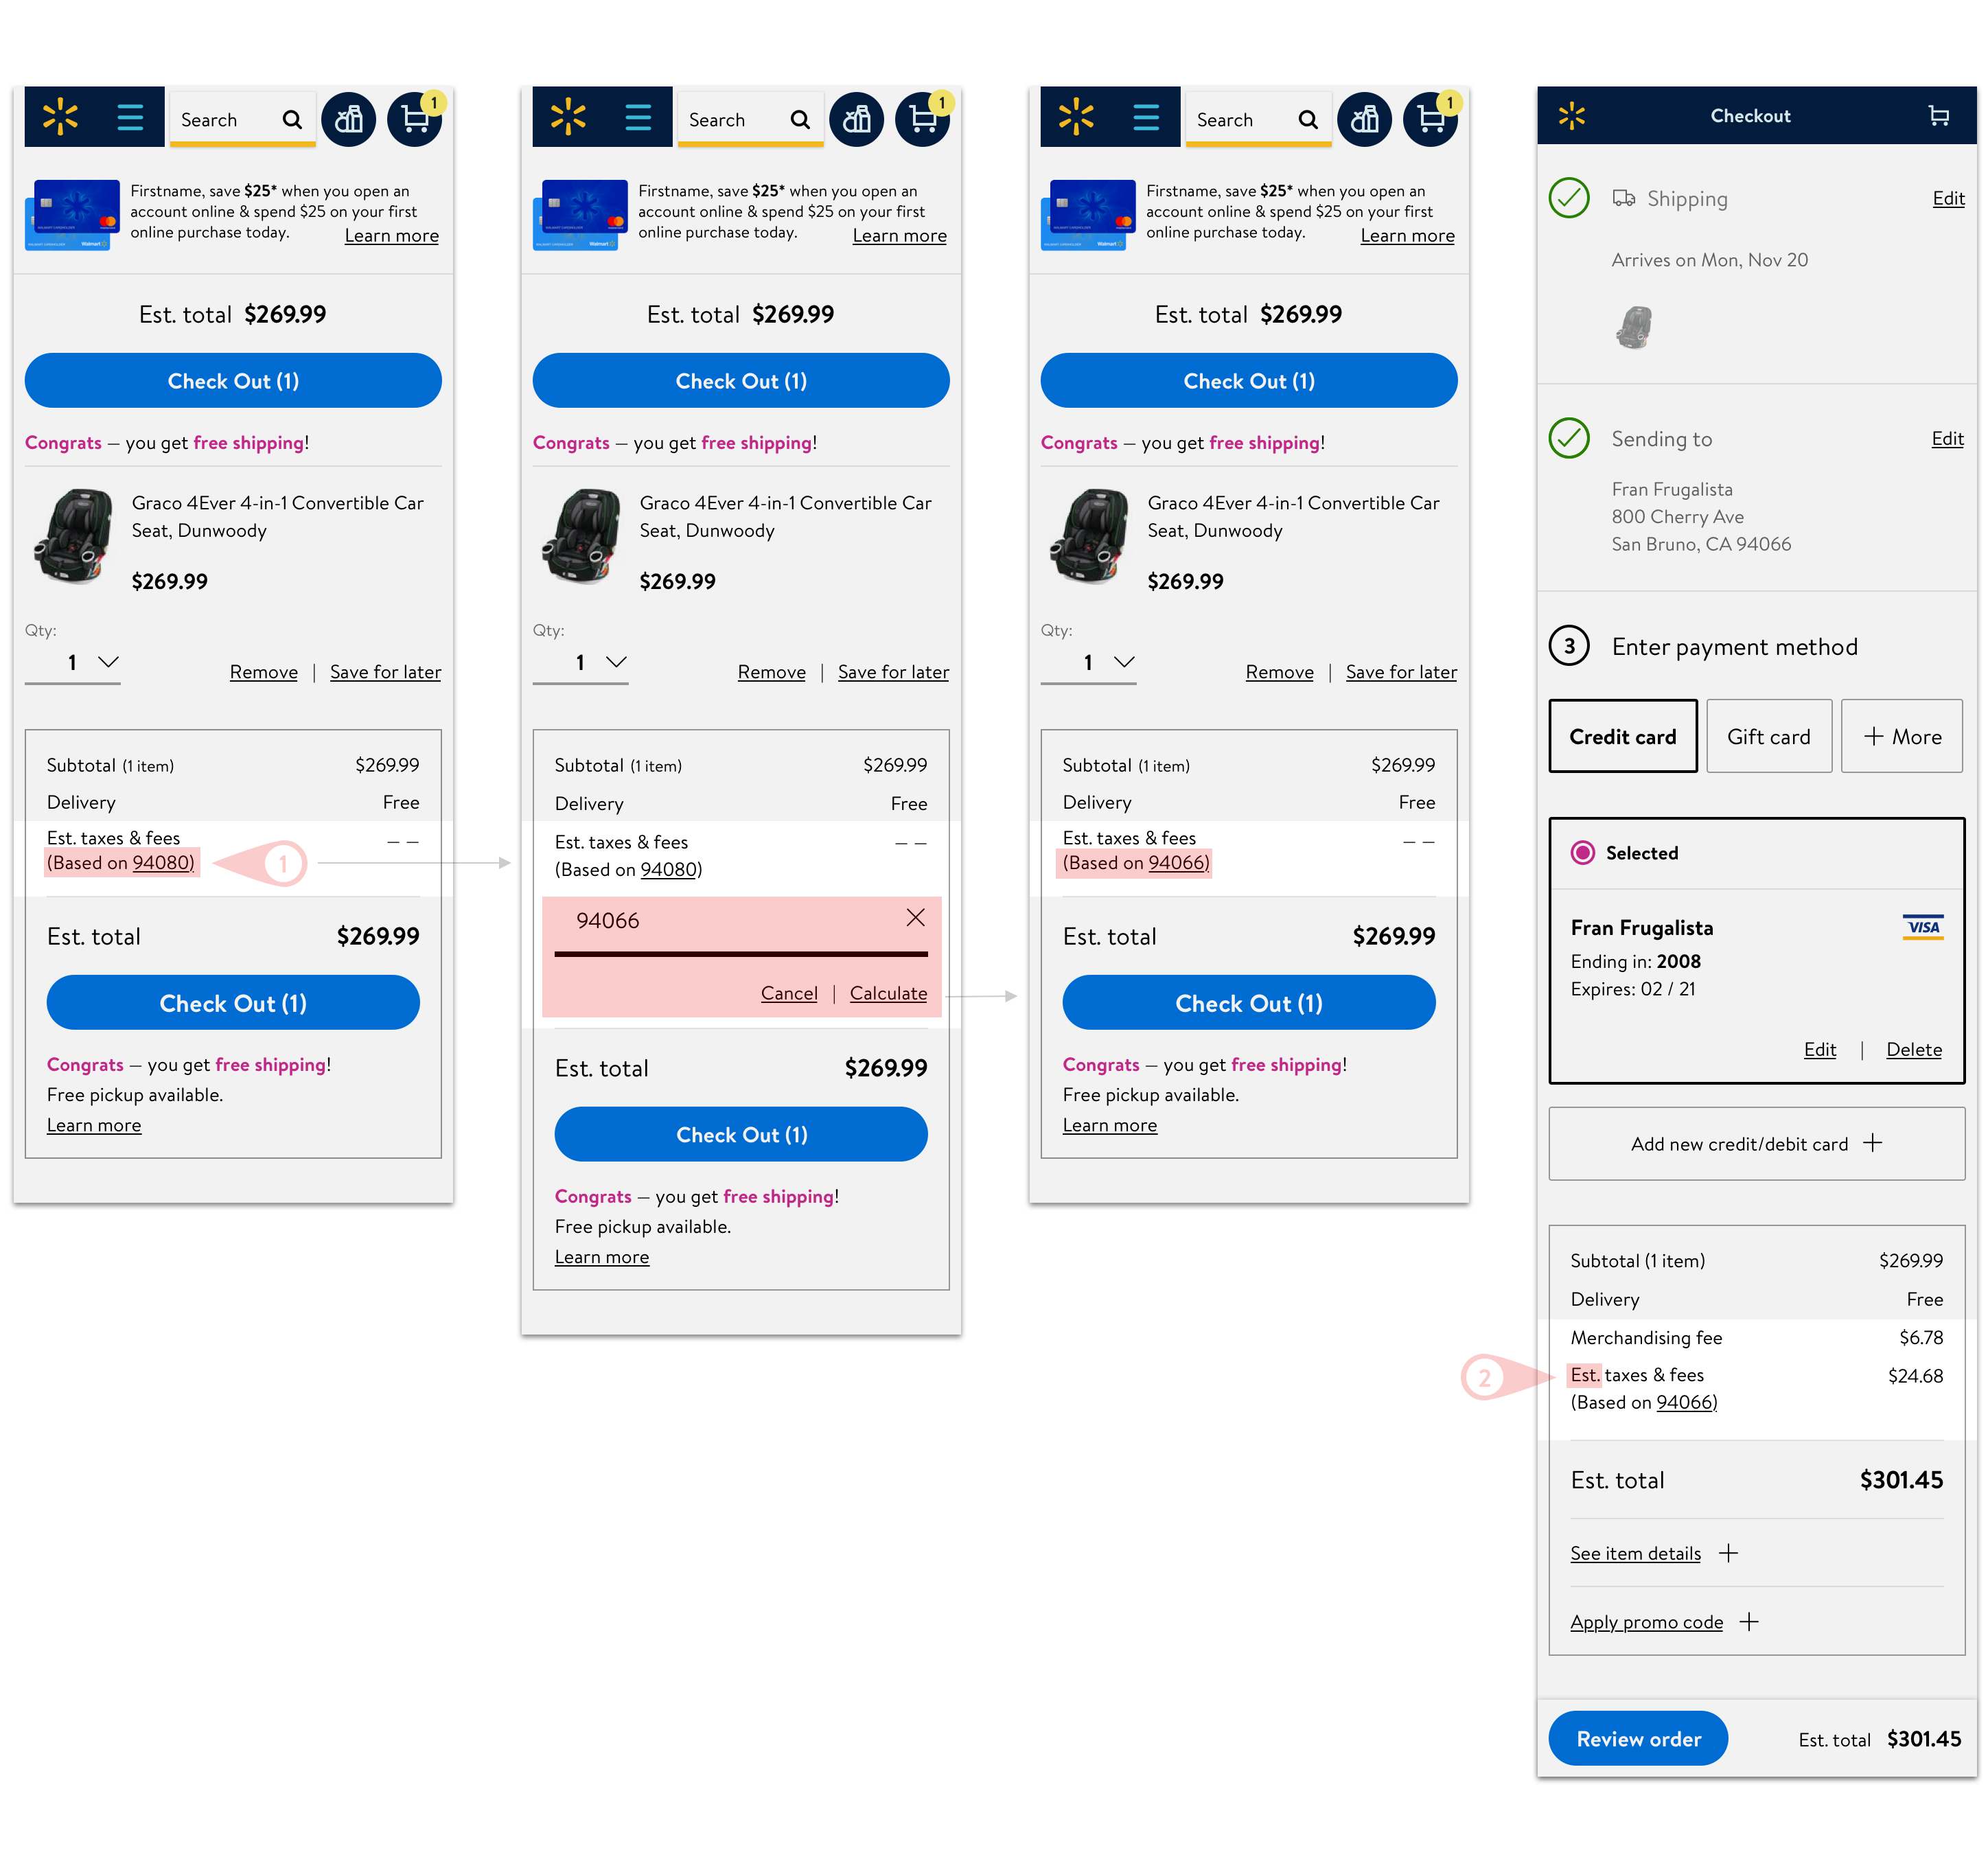 Search
1
Firstname, save $25* when you open an
account online & spend $25 on your first
online purchase today.
Learn more
Est. total $269.99
Check Out (1)
Congrats – you get free shipping!
Graco 4Ever 4-in-1 Convertible Car
Seat, Dunwoody
$269.99
Qty:
1
Remove | Save for later
Subtotal (1 item) $269.99
Delivery Free
Est. taxes & fees – –
(Based on 94080)
1
Est. total $269.99
Check Out (1)
Congrats – you get free shipping!
Free pickup available.
Learn more
Search
1
Firstname, save $25* when you open an
account online & spend $25 on your first
online purchase today.
Learn more
Est. total $269.99
Check Out (1)
Congrats – you get free shipping!
Graco 4Ever 4-in-1 Convertible Car
Seat, Dunwoody
$269.99
Qty:
1
Remove | Save for later
Subtotal (1 item) $269.99
Delivery Free
Est. taxes & fees – –
(Based on 94080)
94066
Cancel | Calculate
Est. total $269.99
Check Out (1)
Congrats – you get free shipping!
Free pickup available.
Learn more
Search
1
Firstname, save $25* when you open an
account online & spend $25 on your first
online purchase today.
Learn more
Est. total $269.99
Check Out (1)
Congrats – you get free shipping!
Graco 4Ever 4-in-1 Convertible Car
Seat, Dunwoody
$269.99
Qty:
1
Remove | Save for later
Subtotal (1 item) $269.99
Delivery Free
Est. taxes & fees – –
(Based on 94066)
Est. total $269.99
Check Out (1)
Congrats – you get free shipping!
Free pickup available.
Learn more
Checkout
Shipping Edit
Arrives on Mon, Nov 20
Sending to Edit
Fran Frugalista
800 Cherry Ave
San Bruno, CA 94066
3 Enter payment method
Credit card Gift card + More
Selected
Fran Frugalista VISA
Ending in: 2008
Expires: 02 / 21
Edit | Delete
Add new credit/debit card +
Subtotal (1 item) $269.99
Delivery Free
Merchandising fee $6.78
2
Est. taxes & fees $24.68
(Based on 94066)
Est. total $301.45
See item details +
Apply promo code +
Review order Est. total $301.45